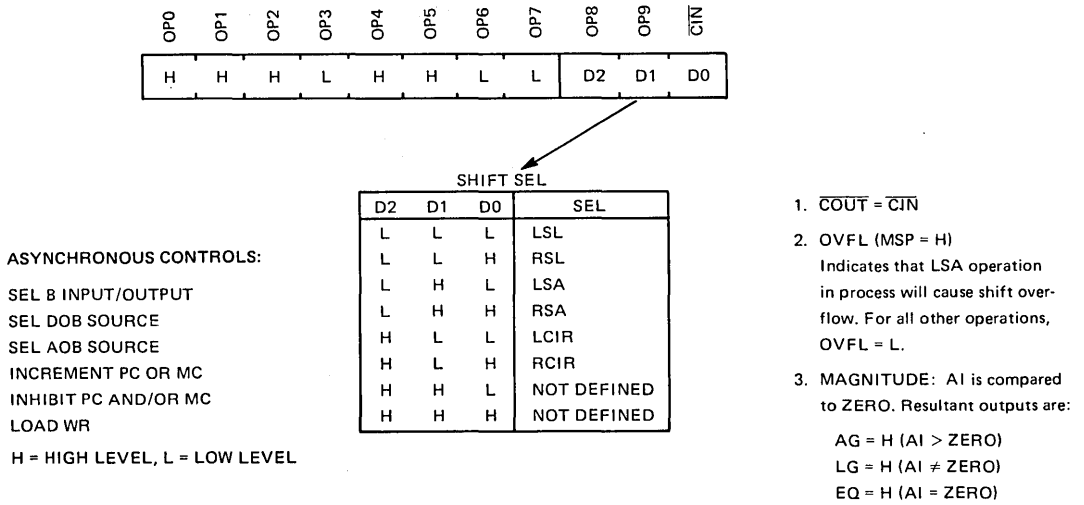 OP0 OP1 OP2 OP3 OP4 OP5 OP6 OP7 OP8 OP9 C̅I̅N̅
H H H L H H L L D2 D1 D0
SHIFT SEL
D2 D1 D0 SEL
L L L LSL
L L H RSL
L H L LSA
L H H RSA
H L L LCIR
H L H RCIR
H H L NOT DEFINED
H H H NOT DEFINED
ASYNCHRONOUS CONTROLS:
SEL B INPUT/OUTPUT
SEL DOB SOURCE
SEL AOB SOURCE
INCREMENT PC OR MC
INHIBIT PC AND/OR MC
LOAD WR
H = HIGH LEVEL, L = LOW LEVEL
1. C̅O̅U̅T̅ = C̅I̅N̅
2. OVFL (MSP = H)
Indicates that LSA operation
in process will cause shift over-
flow. For all other operations,
OVFL = L.
3. MAGNITUDE: AI is compared
to ZERO. Resultant outputs are:
AG = H (AI > ZERO)
LG = H (AI ≠ ZERO)
EQ = H (AI = ZERO)